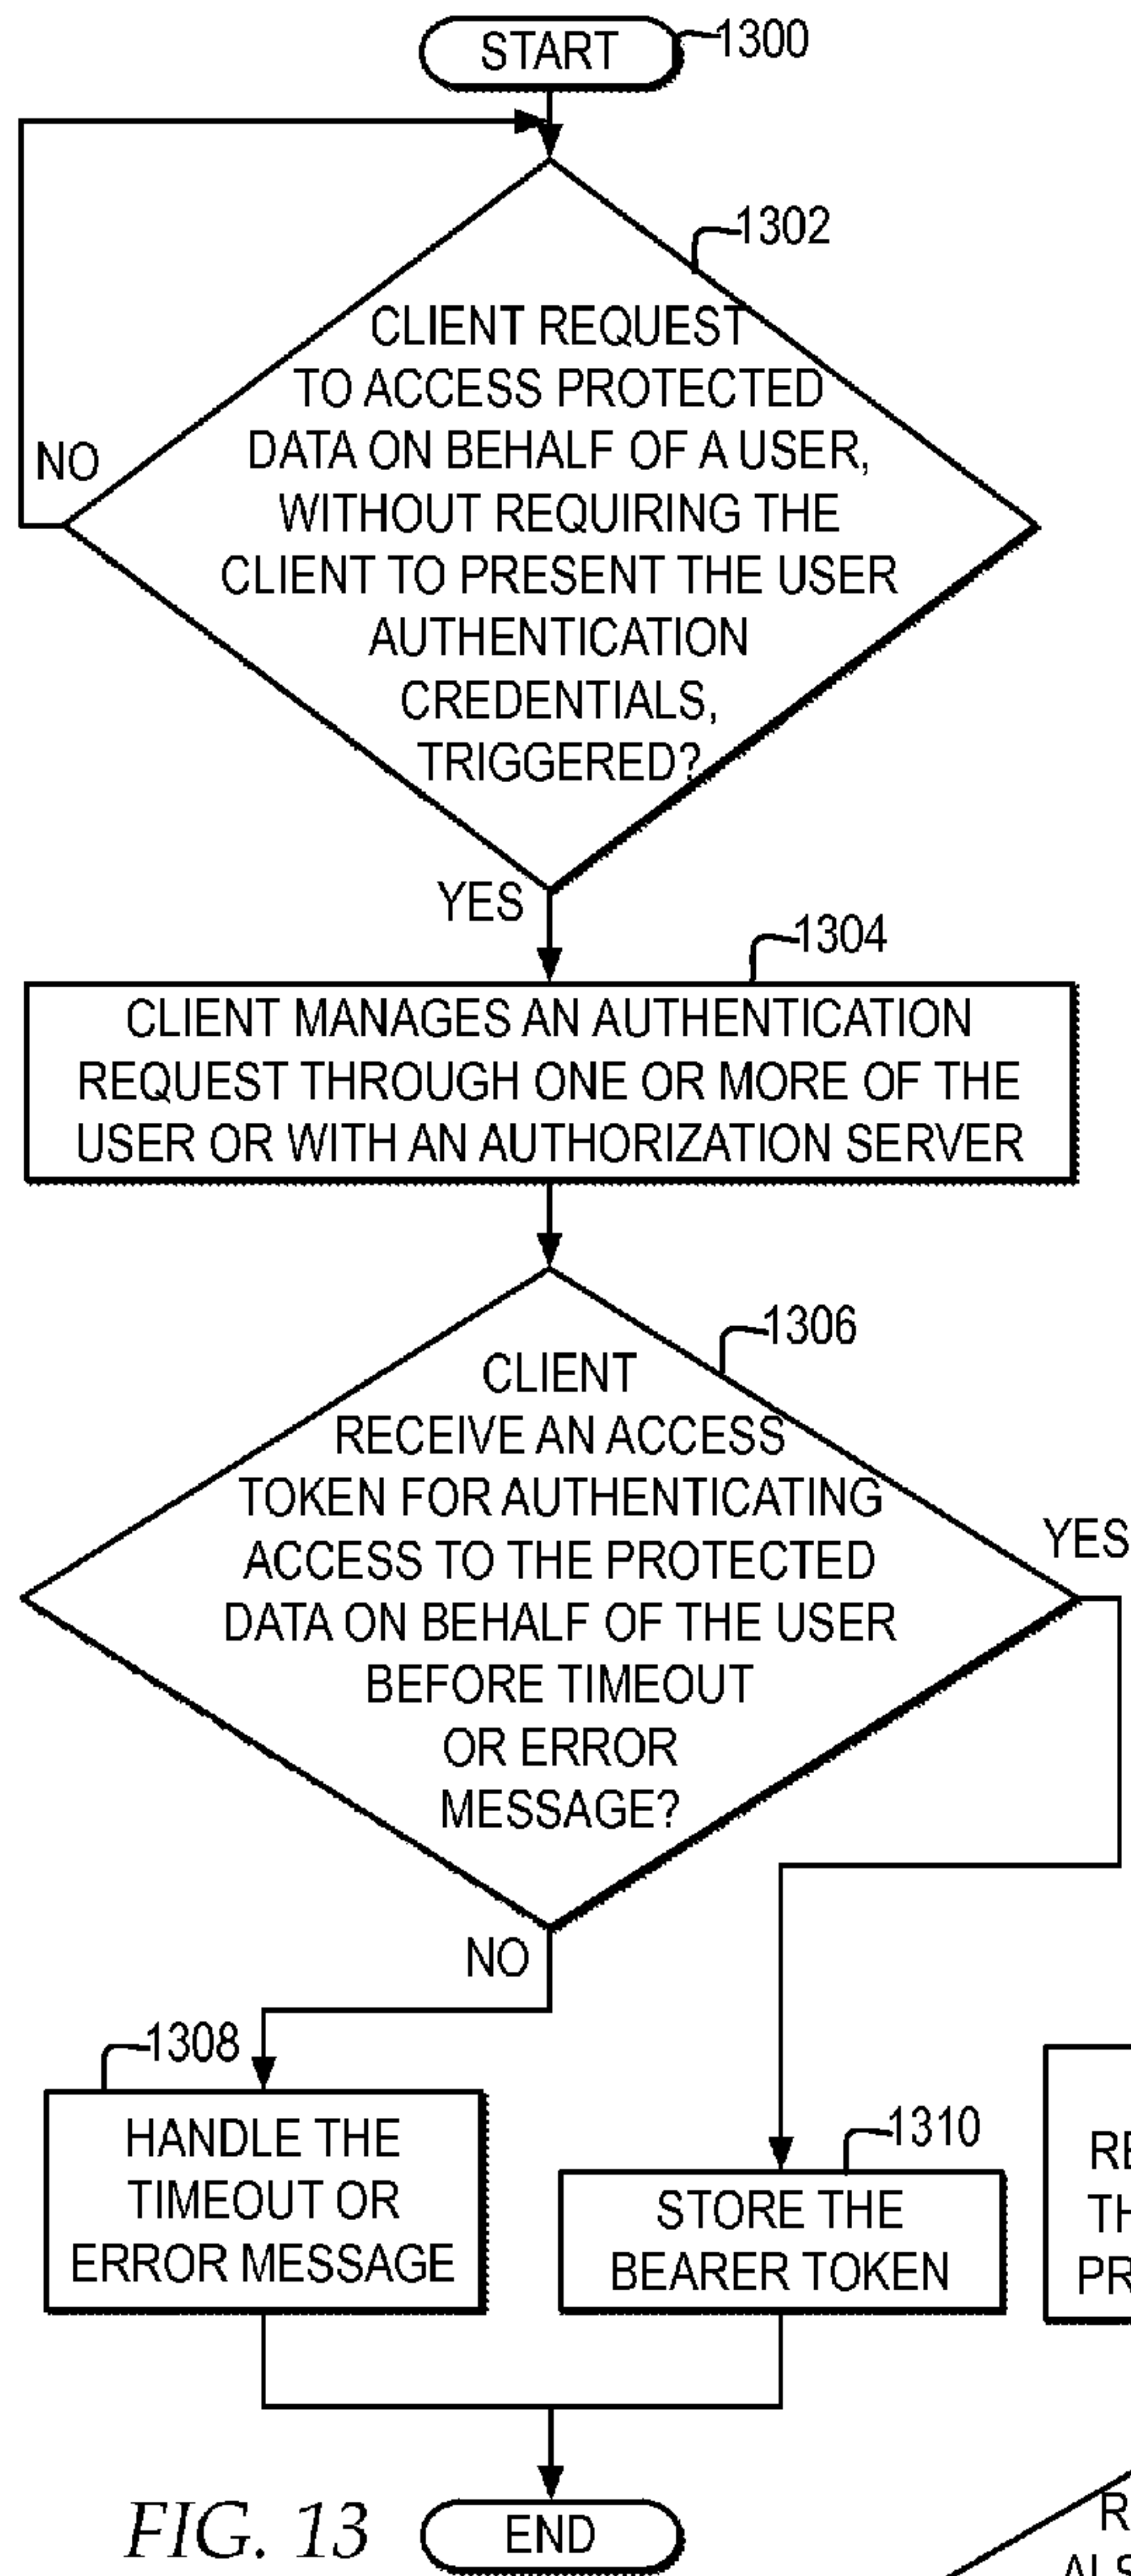 START
1300
1302
CLIENT REQUEST
TO ACCESS PROTECTED
DATA ON BEHALF OF A USER,
WITHOUT REQUIRING THE
CLIENT TO PRESENT THE USER
AUTHENTICATION
CREDENTIALS,
TRIGGERED?
NO
YES
1304
CLIENT MANAGES AN AUTHENTICATION
REQUEST THROUGH ONE OR MORE OF THE
USER OR WITH AN AUTHORIZATION SERVER
1306
CLIENT
RECEIVE AN ACCESS
TOKEN FOR AUTHENTICATING
ACCESS TO THE PROTECTED
DATA ON BEHALF OF THE USER
BEFORE TIMEOUT
OR ERROR
MESSAGE?
YES
NO
1308
HANDLE THE
TIMEOUT OR
ERROR MESSAGE
1310
STORE THE
BEARER TOKEN
END
FIG. 13